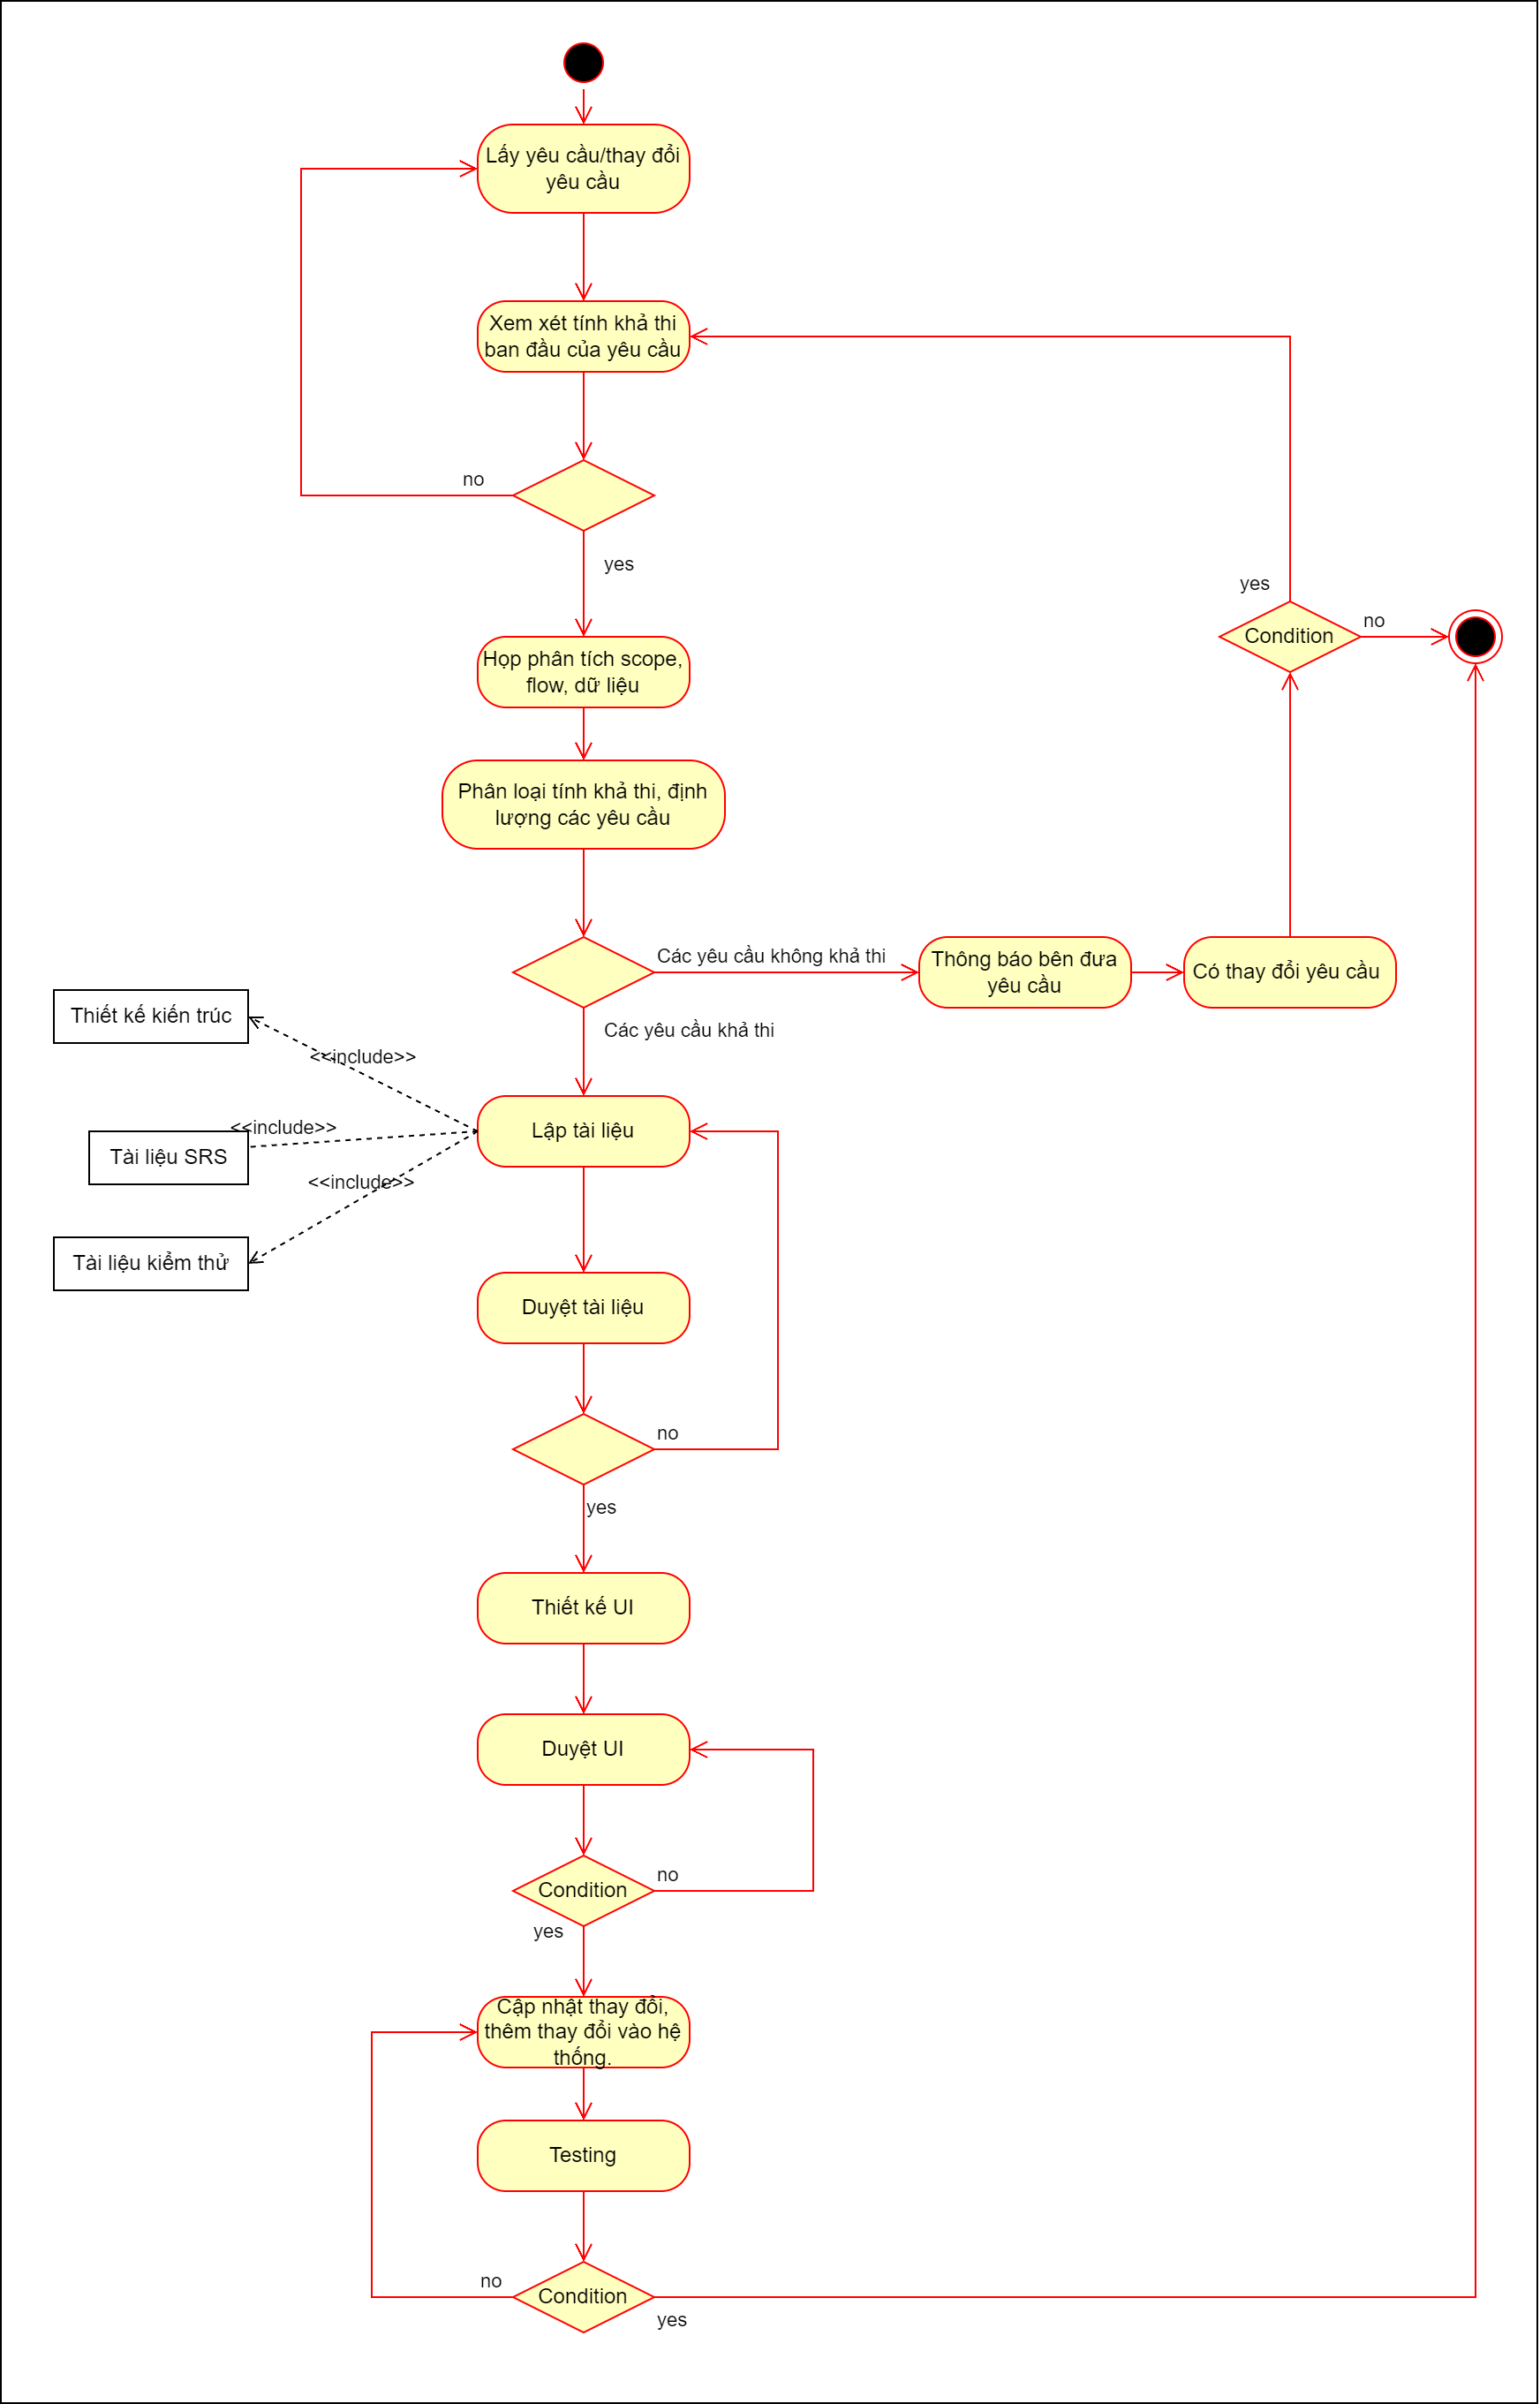 Lấy yêu cầu/thay đổi
yêu cầu
Xem xét tính khả thi
ban đầu của yêu cầu
no
yes
yes
Condition
no
Họp phân tích scope,
flow, dữ liệu
Phân loại tính khả thi, định
lượng các yêu cầu
Các yêu cầu không khả thi
Thông báo bên đưa
yêu cầu
Có thay đổi yêu cầu
Các yêu cầu khả thi
Thiết kế kiến trúc
<<include>>
<<include>>
Lập tài liệu
Tài liệu SRS
<<include>>
Tài liệu kiểm thử
Duyệt tài liệu
no
yes
Thiết kế UI
Duyệt UI
no
Condition
yes
Cập nhật thay đổi,
thêm thay đổi vào hệ
thống.
Testing
no
Condition
yes